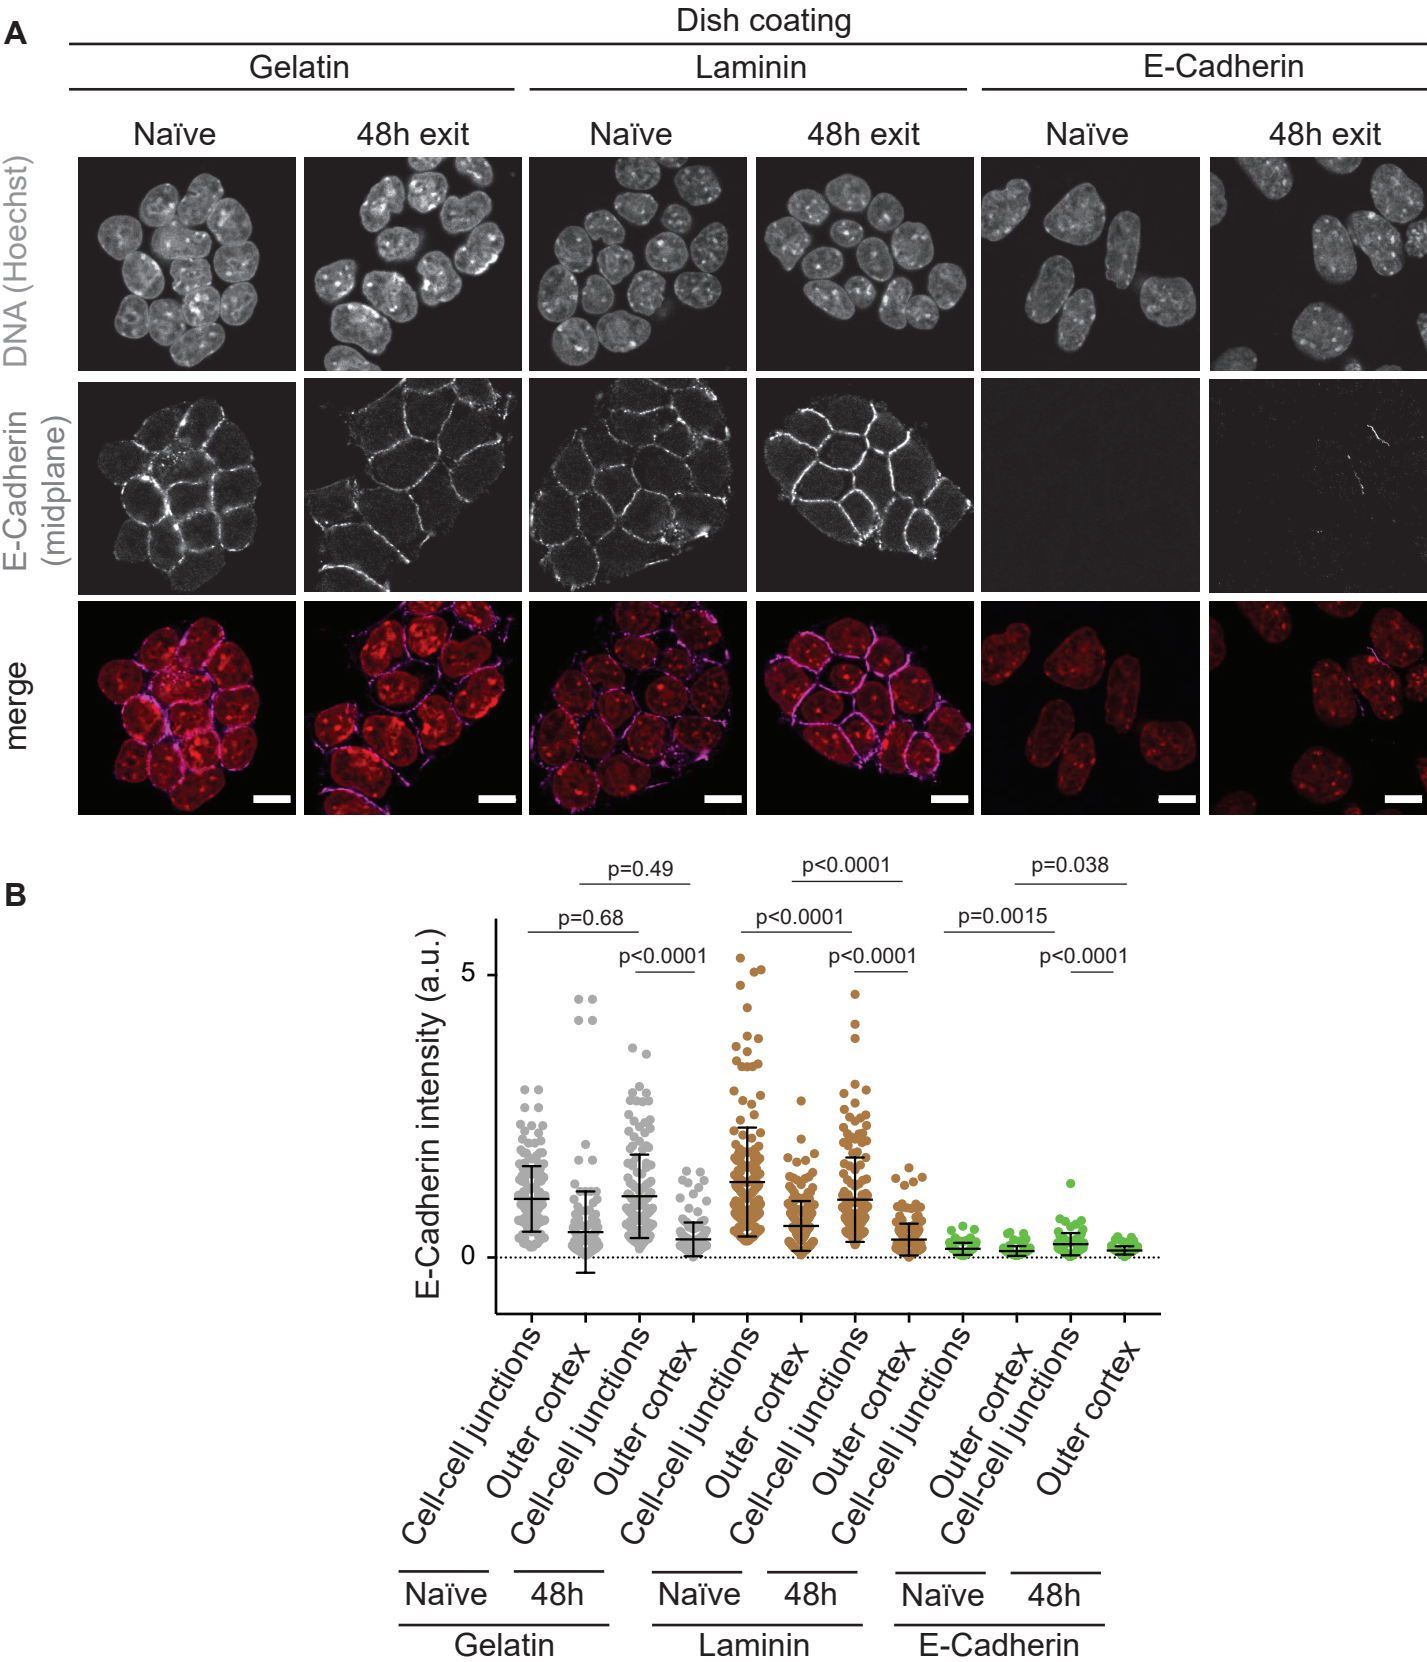 A
Dish coating
Gelatin
Laminin
E-Cadherin
Naïve
48h exit
Naïve
48h exit
Naïve
48h exit
DNA (Hoechst)
E-Cadherin
(midplane)
merge
B
p=0.49
p<0.0001
p=0.038
p=0.68
p<0.0001
p=0.0015
p<0.0001
p<0.0001
p<0.0001
E-Cadherin intensity (a.u.)
5
0
Cell-cell junctions
Outer cortex
Cell-cell junctions
Outer cortex
Cell-cell junctions
Outer cortex
Cell-cell junctions
Outer cortex
Cell-cell junctions
Outer cortex
Cell-cell junctions
Outer cortex
Naïve
48h
Naïve
48h
Naïve
48h
Gelatin
Laminin
E-Cadherin